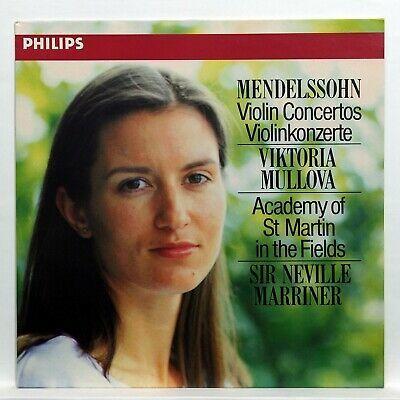 PHILIPS
MENDELSSOHN
Violin Concertos
Violinkonzerte
VIKTORIA
MULLOVA
Academy of
St Martin
in the Fields
SIR NEVILLE
MARRINER